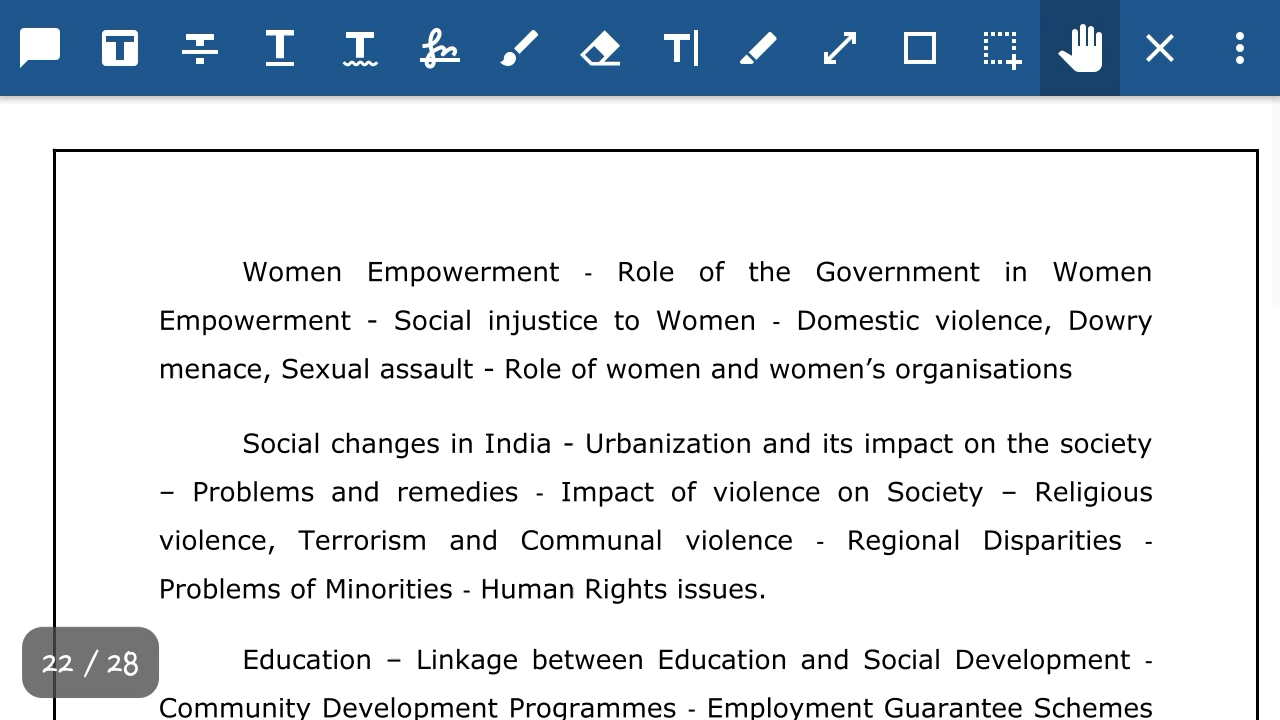 Women Empowerment - Role of the Government in Women
Empowerment - Social injustice to Women - Domestic violence, Dowry
menace, Sexual assault - Role of women and women’s organisations
Social changes in India - Urbanization and its impact on the society
– Problems and remedies - Impact of violence on Society – Religious
violence, Terrorism and Communal violence - Regional Disparities -
Problems of Minorities - Human Rights issues.
Education – Linkage between Education and Social Development -
Community Development Programmes - Employment Guarantee Schemes
22 / 28